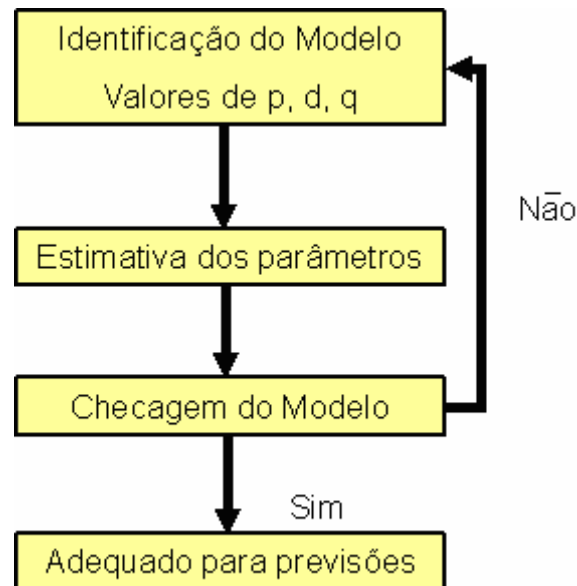 Identificação do Modelo
Valores de p, d, q
Não
Estimativa dos parâmetros
Checagem do Modelo
Sim
Adequado para previsões